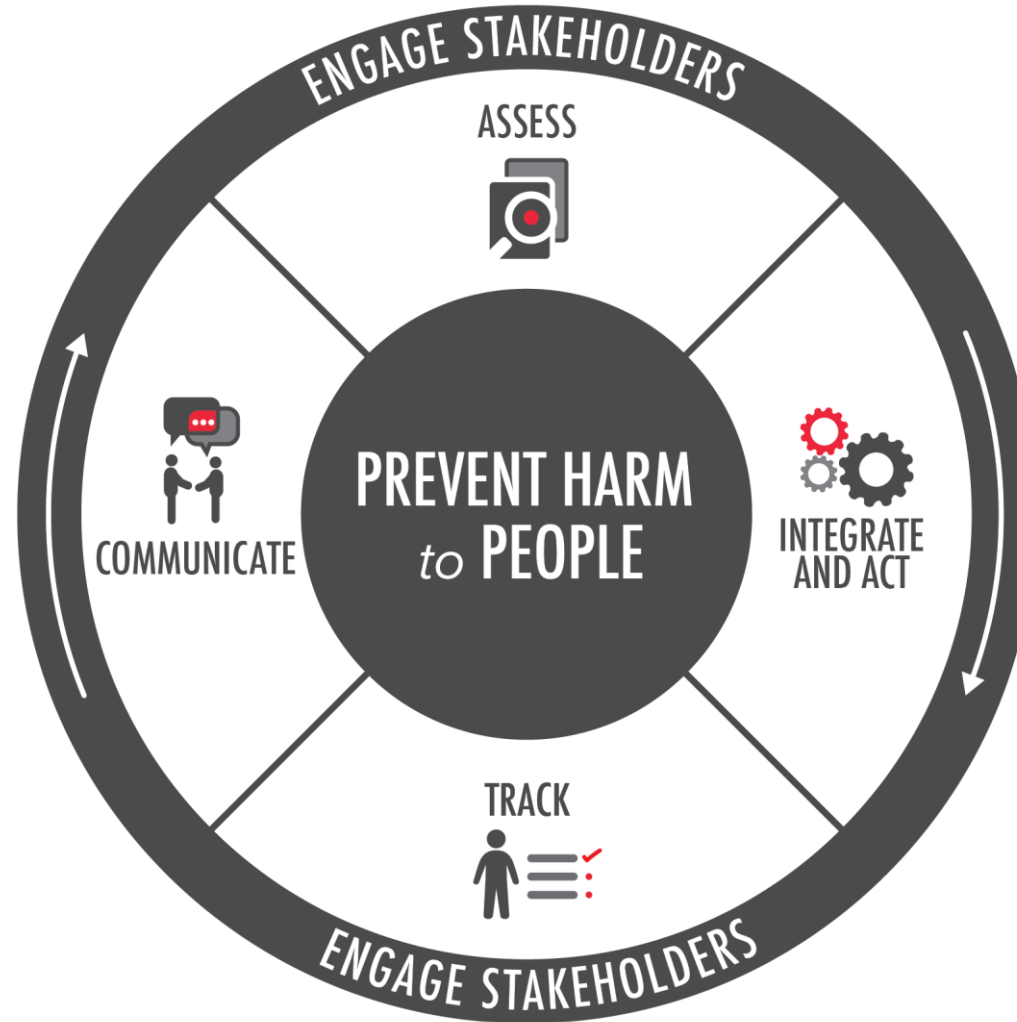 ENGAGE STAKEHOLDERS
ASSESS
COMMUNICATE
PREVENT HARM
to PEOPLE
INTEGRATE
AND ACT
TRACK
ENGAGE STAKEHOLDERS